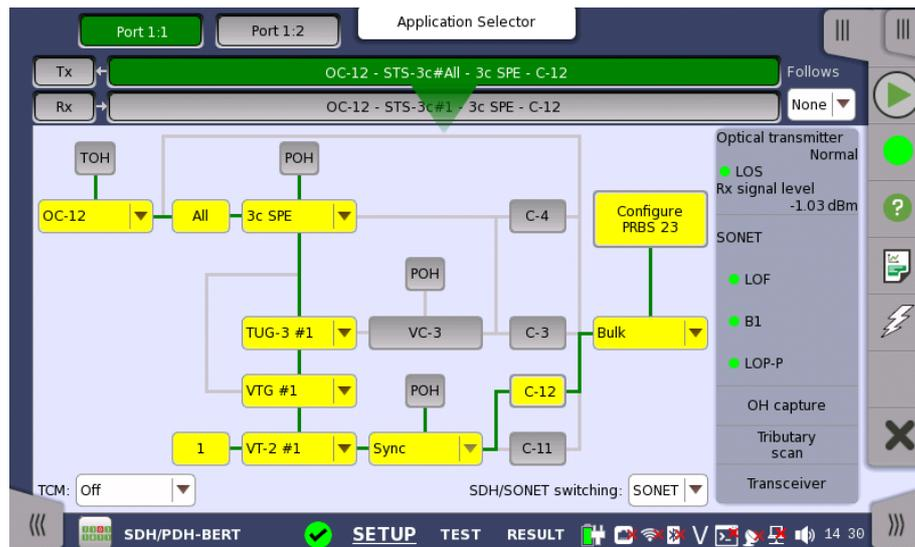 Port 1:1
Port 1:2
Application Selector
Tx
OC-12 - STS-3c#All - 3c SPE - C-12
Follows
Rx
OC-12 - STS-3c#1 - 3c SPE - C-12
None
TOH
POH
OC-12
All
3c SPE
C-4
Configure
PRBS 23
POH
TUG-3 #1
VC-3
C-3
Bulk
VTG #1
POH
C-12
1
VT-2 #1
Sync
C-11
TCM: Off
SDH/SONET switching: SONET
Optical transmitter
Normal
LOS
Rx signal level
-1.03 dBm
SONET
LOF
B1
LOP-P
OH capture
Tributary
scan
Transceiver
SDH/PDH-BERT
SETUP
TEST
RESULT
V
14 30